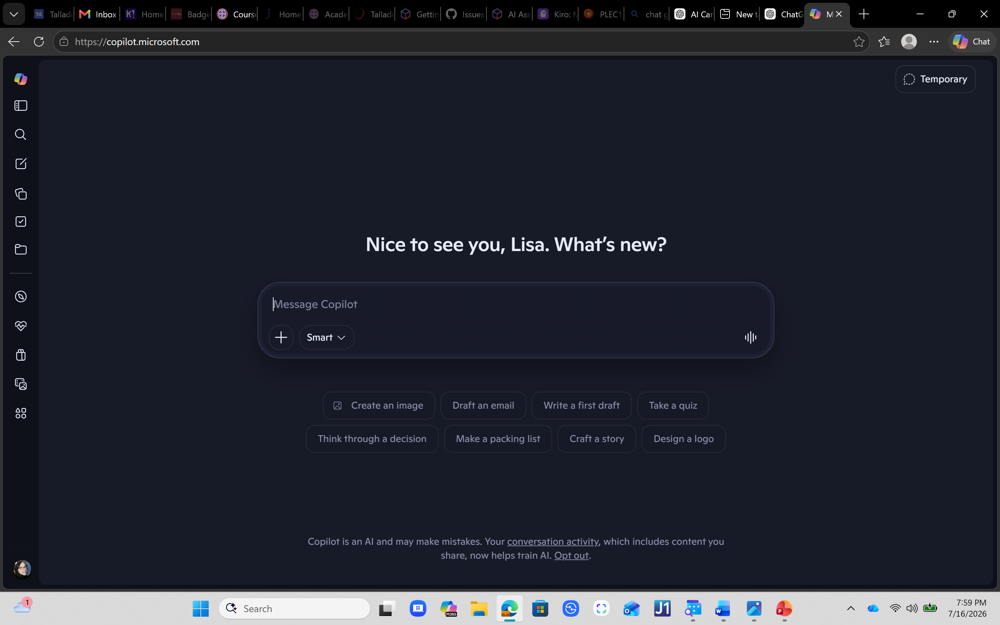 16 Tallade Inbox K! Home Badge Course Home Acade Tallade Gettin Issues AI Ass Kiro: PLEC1 chat g AI Car New t ChatG M
https://copilot.microsoft.com Chat
Temporary
Nice to see you, Lisa. What's new?
Message Copilot
Smart
Create an image Draft an email Write a first draft Take a quiz
Think through a decision Make a packing list Craft a story Design a logo
Copilot is an AI and may make mistakes. Your conversation activity, which includes content you
share, now helps train AI. Opt out.
1 Search M365 O J1 W P 7:59 PM
7/16/2026